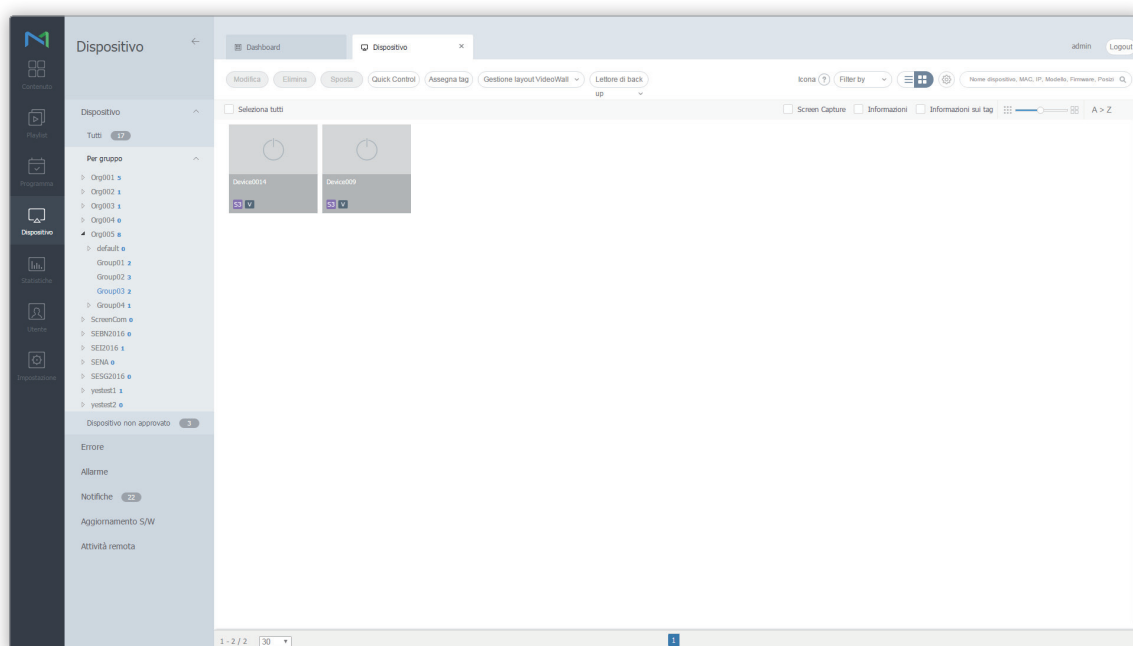 Dispositivo
Contenuto
Playlist
Programma
Dispositivo
Statistiche
Utente
Impostazione
Dispositivo
Tutti 17
Per gruppo
Org001 3
Org002 1
Org003 1
Org004 0
Org005 8
default 0
Group01 2
Group02 3
Group03 2
Group04 1
ScreenCom 0
SEBN2016 0
SEI2016 1
SENA 0
SESG2016 0
yestest1 1
yestest2 0
Dispositivo non approvato 3
Errore
Allarme
Notifiche 22
Aggiornamento S/W
Attività remota
Dashboard
Dispositivo ×
admin Logout
Modifica Elimina Sposta Quick Control Assegna tag Gestione layout VideoWall Lettore di back
up
Icona ? Filter by
Nome dispositivo, MAC, IP, Modello, Firmware, Posizi
Seleziona tutti
Screen Capture Informazioni Informazioni sui tag A > Z
Device0014
S3 V
Device009
S3 V
1 - 2 / 2 30
1